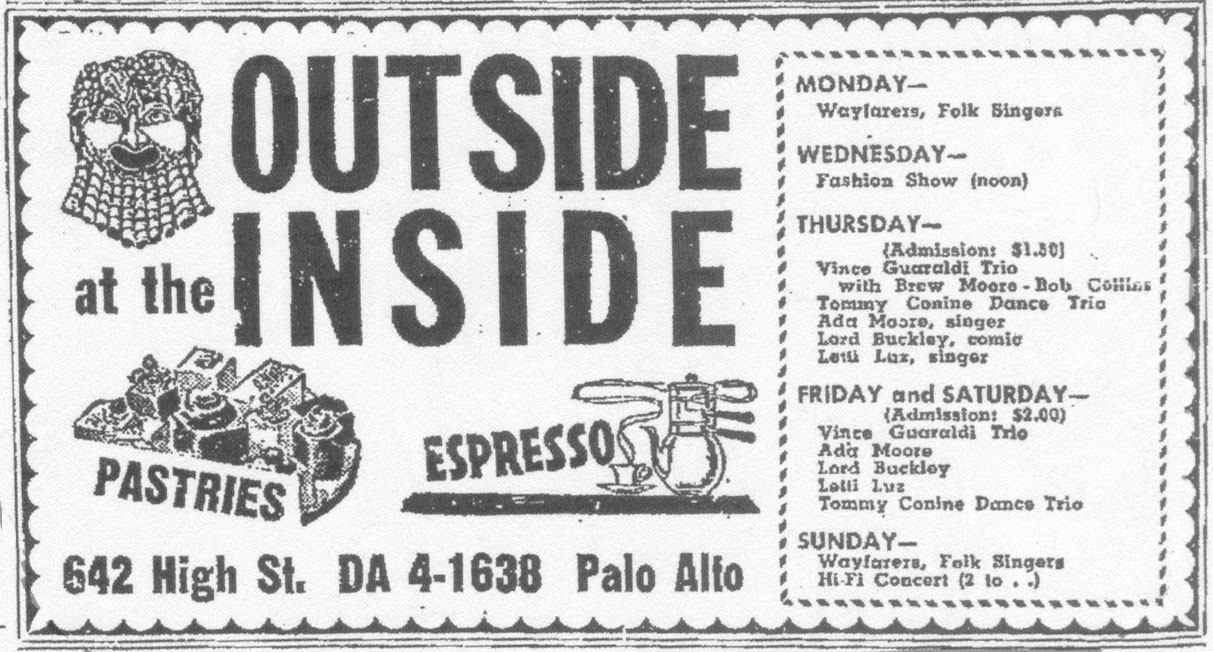 OUTSIDE
at the INSIDE
PASTRIES
ESPRESSO
642 High St. DA 4-1638 Palo Alto
MONDAY—
Wayfarers, Folk Singers
WEDNESDAY—
Fashion Show (noon)
THURSDAY—
(Admission: $1.50)
Vince Guaraldi Trio
with Brew Moore - Bob Collins
Tommy Conine Dance Trio
Ada Moore, singer
Lord Buckley, comic
Letti Luz, singer
FRIDAY and SATURDAY—
(Admission: $2.00)
Vince Guaraldi Trio
Ada Moore
Lord Buckley
Letti Luz
Tommy Conine Dance Trio
SUNDAY—
Wayfarers, Folk Singers
Hi-Fi Concert (2 to . .)